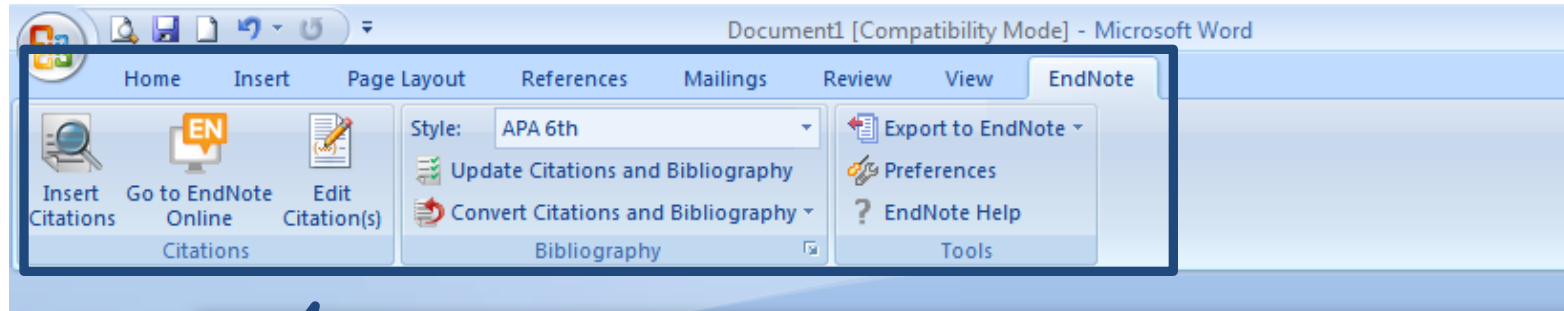 Document1 [Compatibility Mode] - Microsoft Word
Home Insert Page Layout References Mailings Review View EndNote
Insert Citations
EN
Go to EndNote Online
Edit Citation(s)
Citations
Style: APA 6th
Update Citations and Bibliography
Convert Citations and Bibliography
Bibliography
Export to EndNote
Preferences
? EndNote Help
Tools